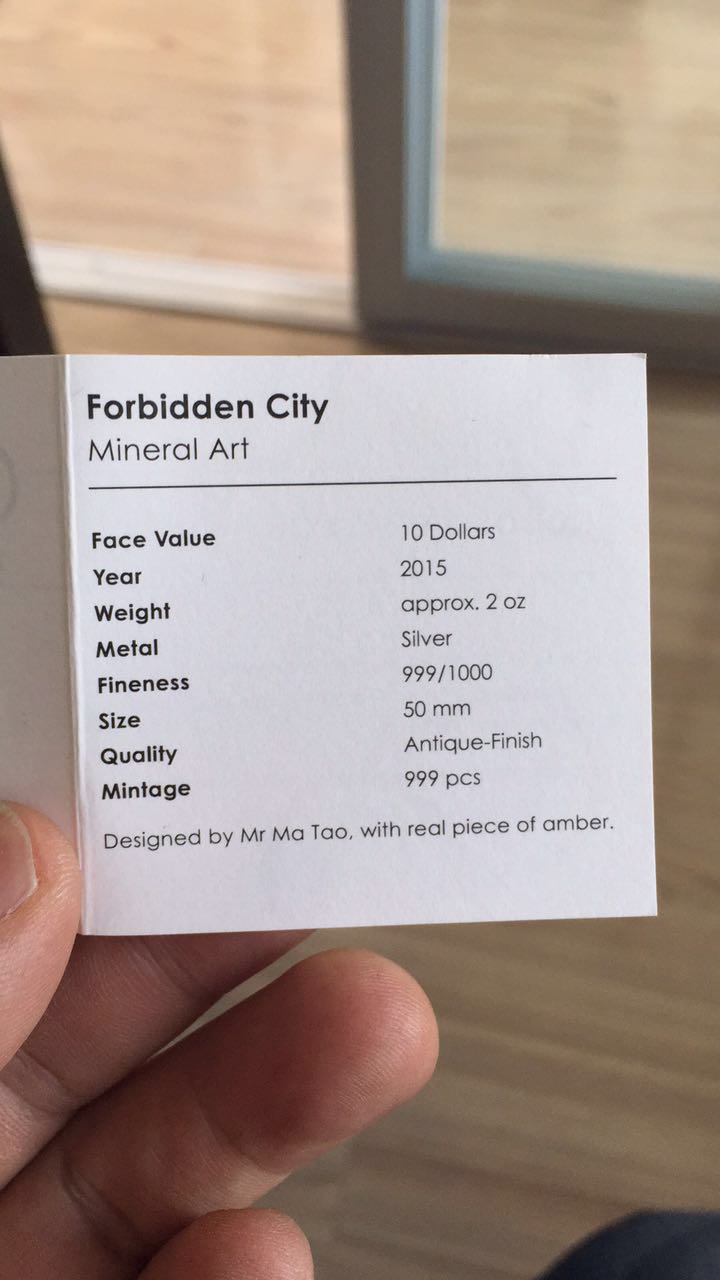 Forbidden City
Mineral Art
Face Value 10 Dollars
Year 2015
Weight approx. 2 oz
Metal Silver
Fineness 999/1000
Size 50 mm
Quality Antique-Finish
Mintage 999 pcs
Designed by Mr Ma Tao, with real piece of amber.